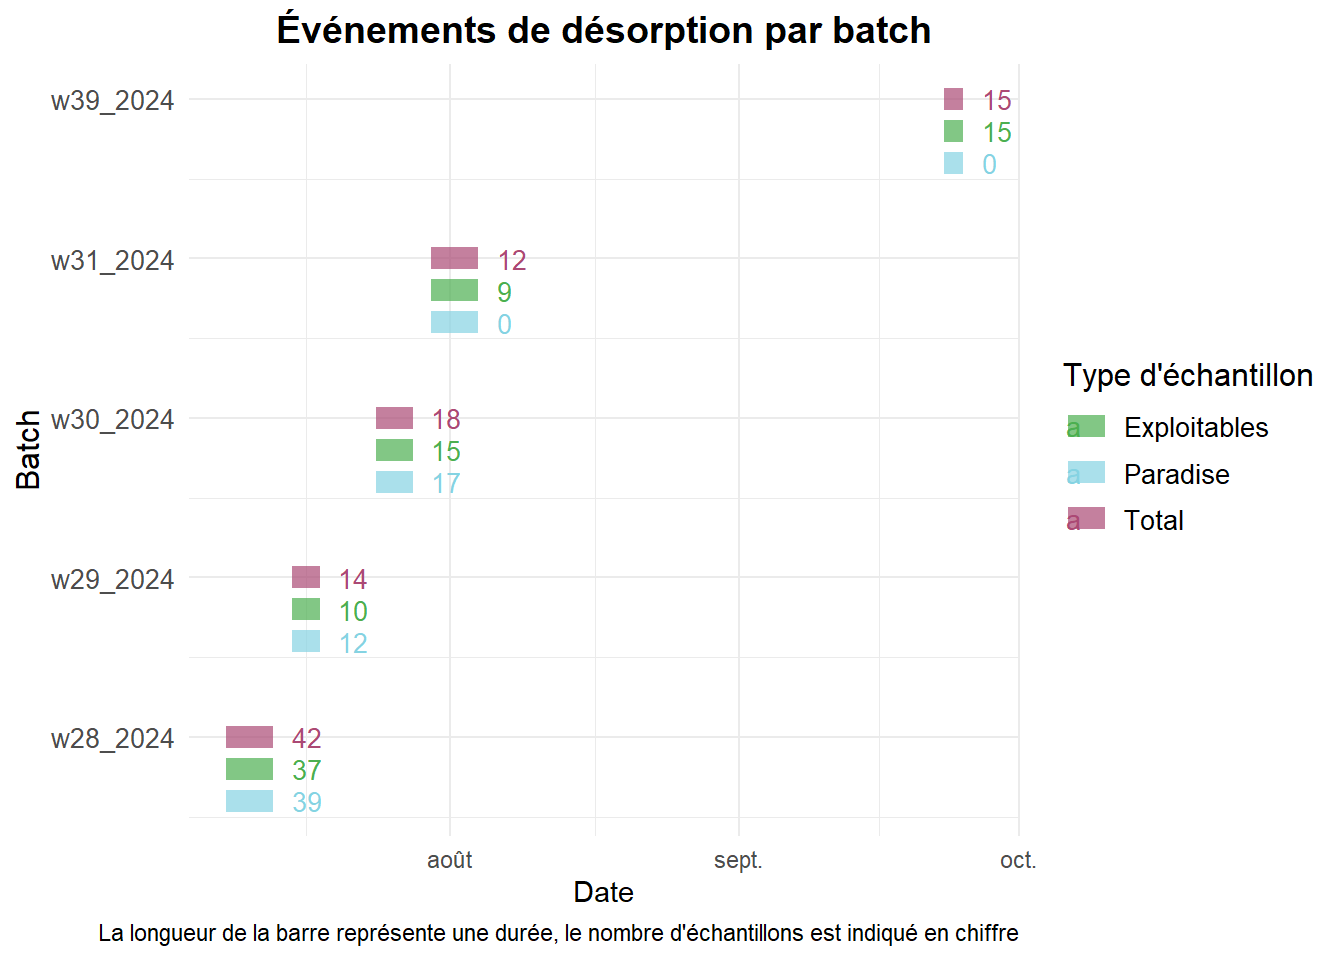 Événements de désorption par batch
w39_2024
15
15
0
w31_2024
12
9
0
w30_2024
18
15
17
w29_2024
14
10
12
w28_2024
42
37
39
Batch
août
sept.
oct.
Date
Type d'échantillon
a Exploitables
a Paradise
a Total
La longueur de la barre représente une durée, le nombre d'échantillons est indiqué en chiffre